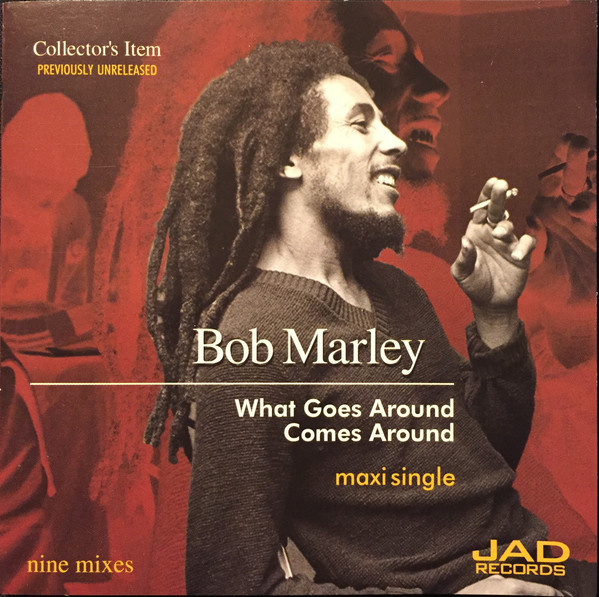 Collector's Item
PREVIOUSLY UNRELEASED
Bob Marley
What Goes Around
Comes Around
maxi single
nine mixes
JAD
RECORDS